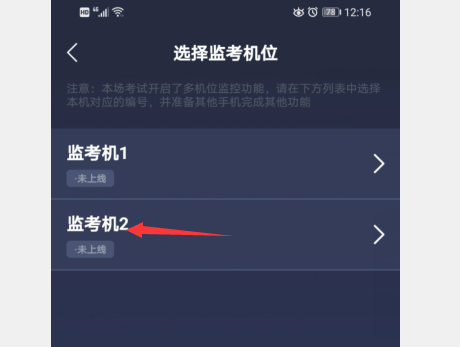 HD 4G 78 12:16
选择监考机位
注意：本场考试开启了多机位监控功能，请在下方列表中选择
本机对应的编号，并准备其他手机完成其他功能
监考机1
·未上线
监考机2
·未上线